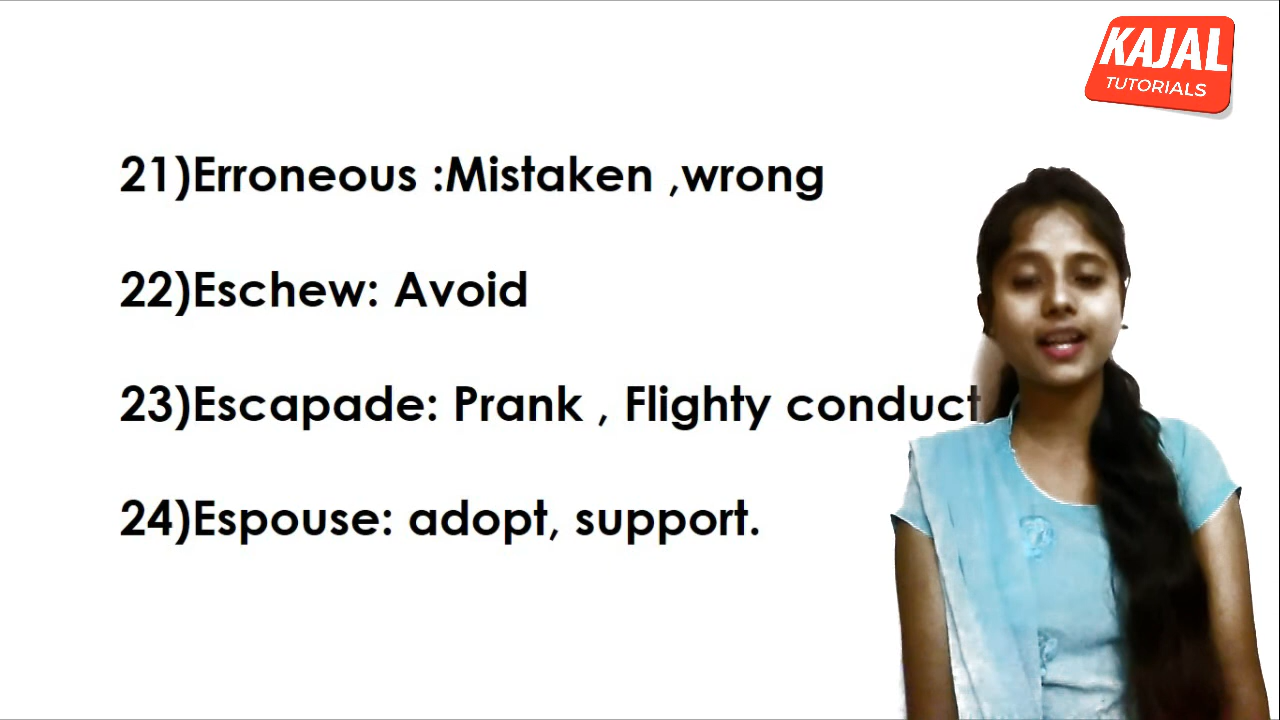 KAJAL
TUTORIALS
21)Erroneous :Mistaken ,wrong
22)Eschew: Avoid
23)Escapade: Prank , Flighty conduct
24)Espouse: adopt, support.